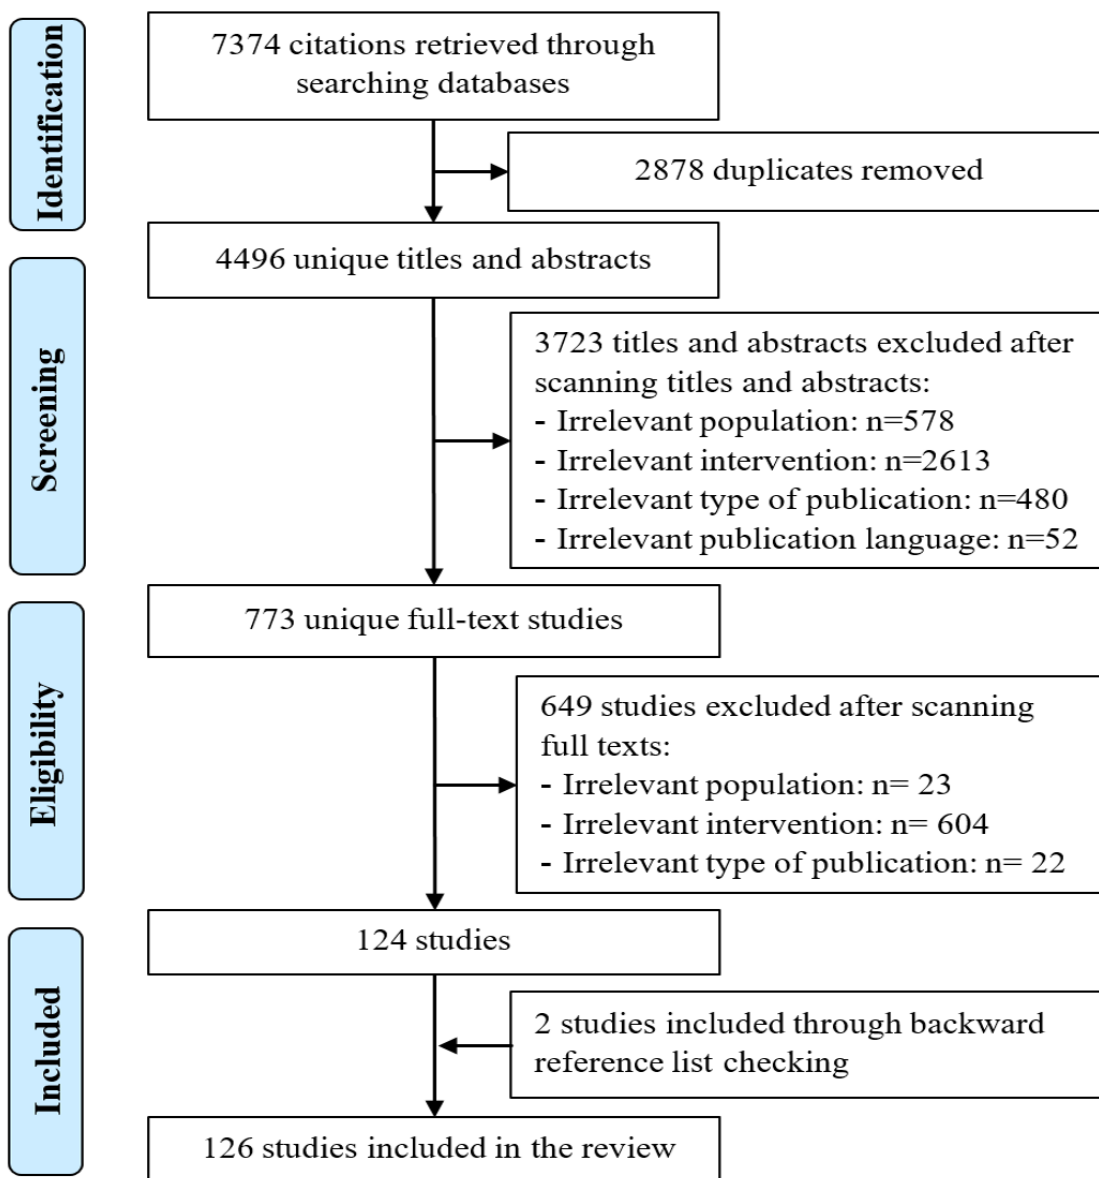 Identification
7374 citations retrieved through
searching databases
2878 duplicates removed
4496 unique titles and abstracts
Screening
3723 titles and abstracts excluded after
scanning titles and abstracts:
- Irrelevant population: n=578
- Irrelevant intervention: n=2613
- Irrelevant type of publication: n=480
- Irrelevant publication language: n=52
773 unique full-text studies
Eligibility
649 studies excluded after scanning
full texts:
- Irrelevant population: n= 23
- Irrelevant intervention: n= 604
- Irrelevant type of publication: n= 22
124 studies
Included
2 studies included through backward
reference list checking
126 studies included in the review